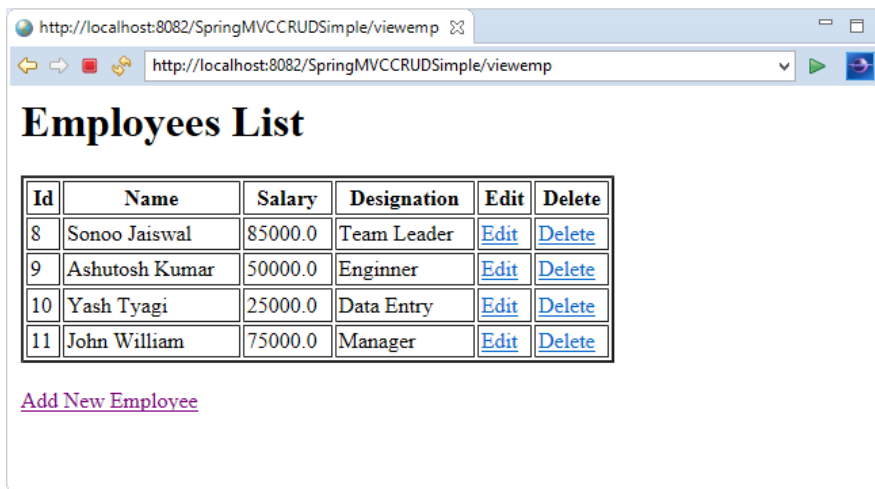 http://localhost:8082/SpringMVCCRUDSimple/viewemp
http://localhost:8082/SpringMVCCRUDSimple/viewemp
Employees List
Id Name Salary Designation Edit Delete
8 Sonoo Jaiswal 85000.0 Team Leader Edit Delete
9 Ashutosh Kumar 50000.0 Enginner Edit Delete
10 Yash Tyagi 25000.0 Data Entry Edit Delete
11 John William 75000.0 Manager Edit Delete
Add New Employee